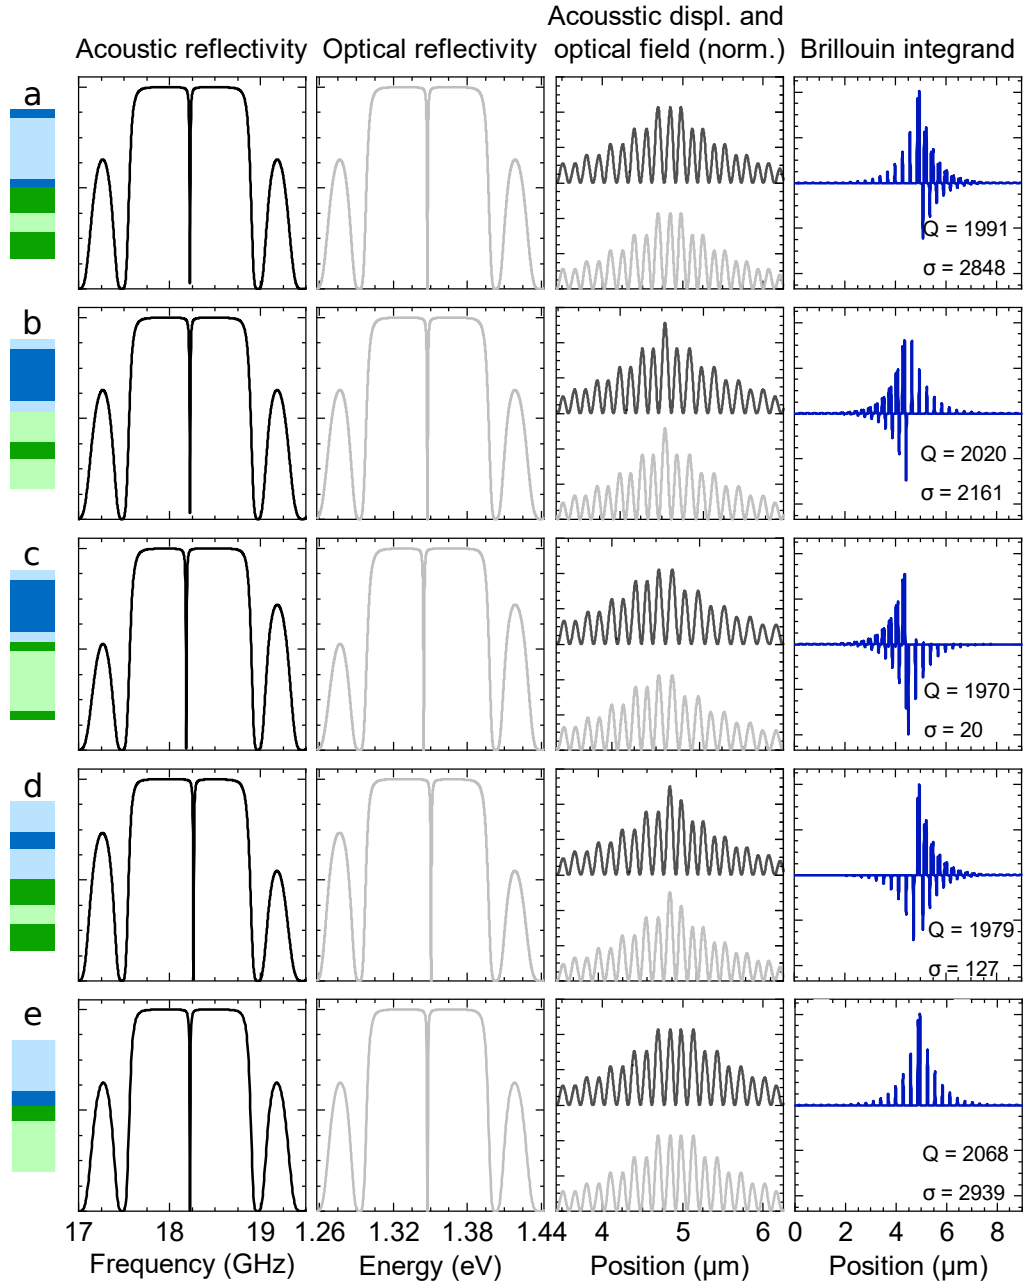 Acoustic reflectivity
Optical reflectivity
Acousstic displ. and
optical field (norm.)
Brillouin integrand
a
Q = 1991
σ = 2848
b
Q = 2020
σ = 2161
c
Q = 1970
σ = 20
d
Q = 1979
σ = 127
e
Q = 2068
σ = 2939
17 18 19 1.26 1.32 1.38 1.44 4 5 6 0 2 4 6 8
Frequency (GHz)
Energy (eV)
Position (μm)
Position (μm)